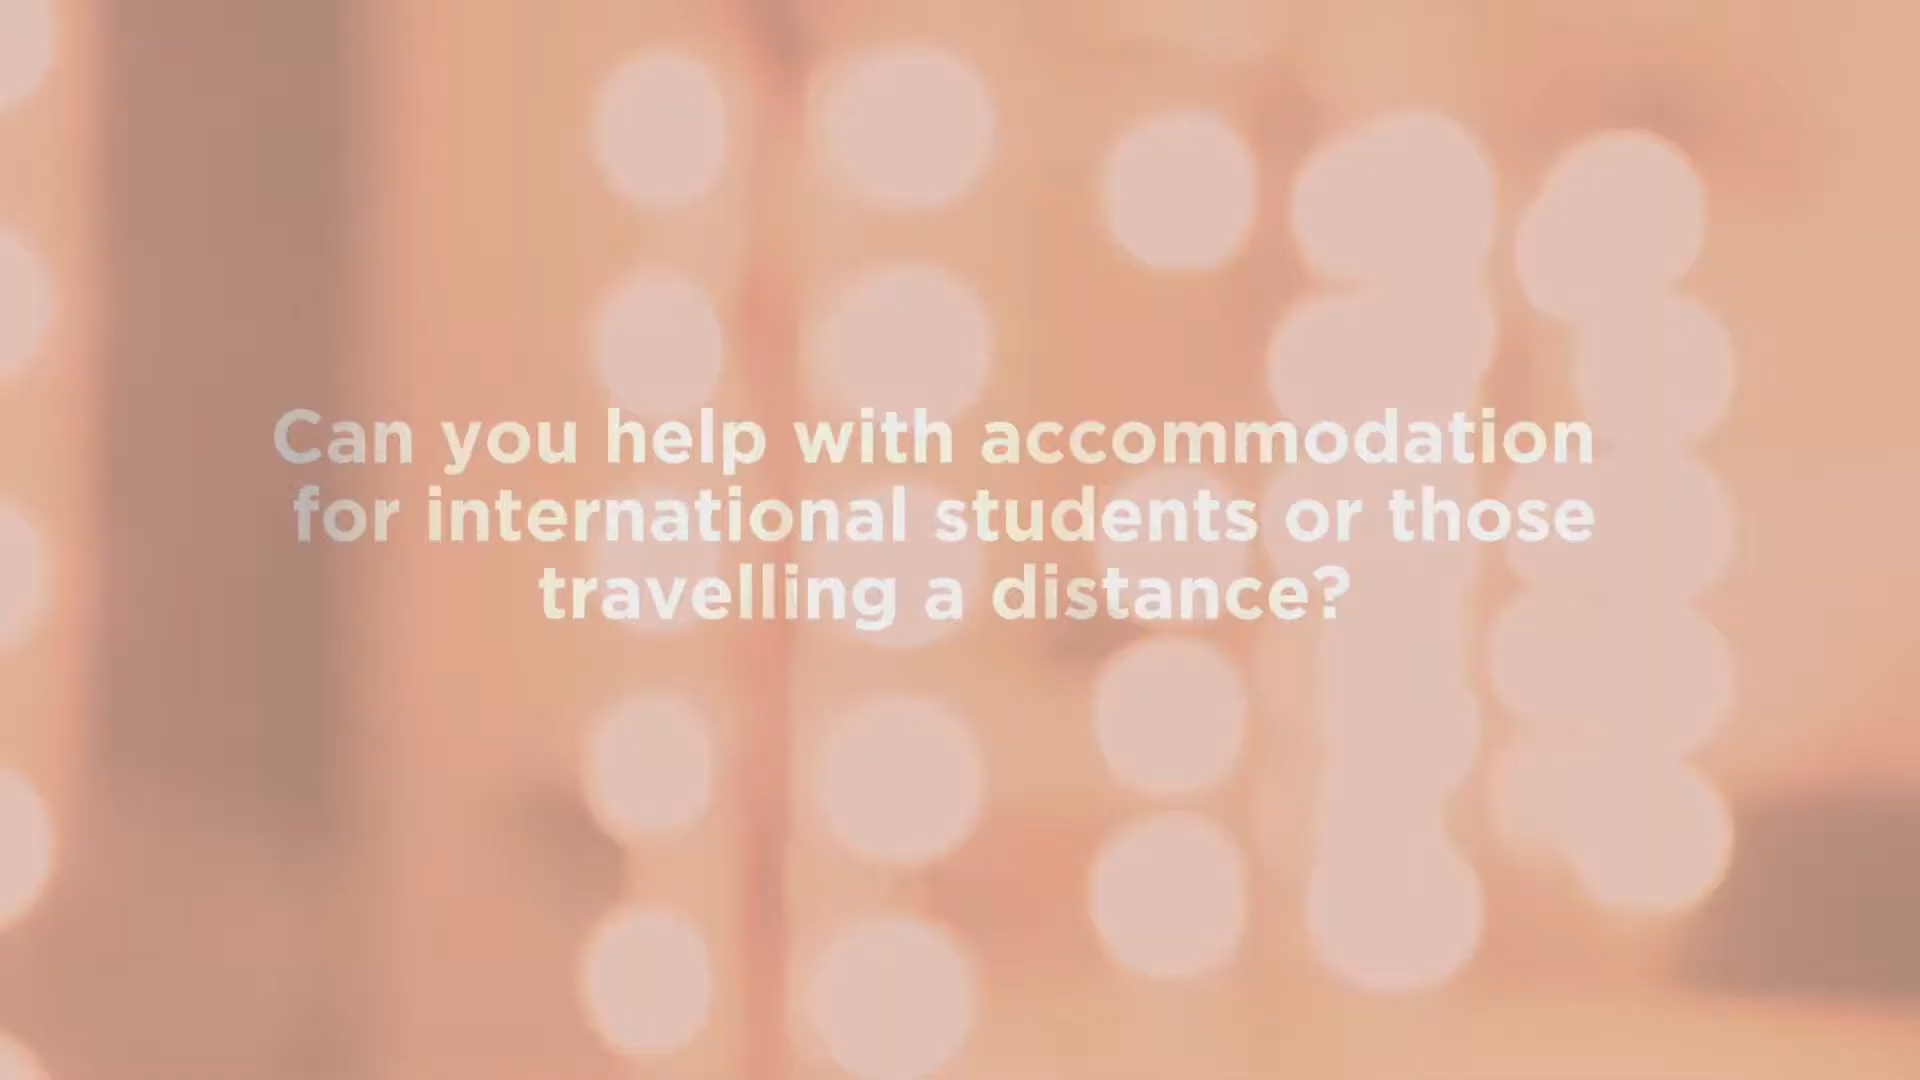 Can you help with accommodation
for international students or those
travelling a distance?